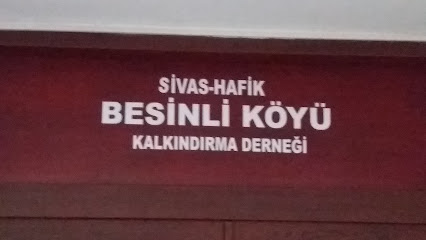 SİVAS-HAFİK
BESİNLİ KÖYÜ
KALKINDIRMA DERNEĞİ